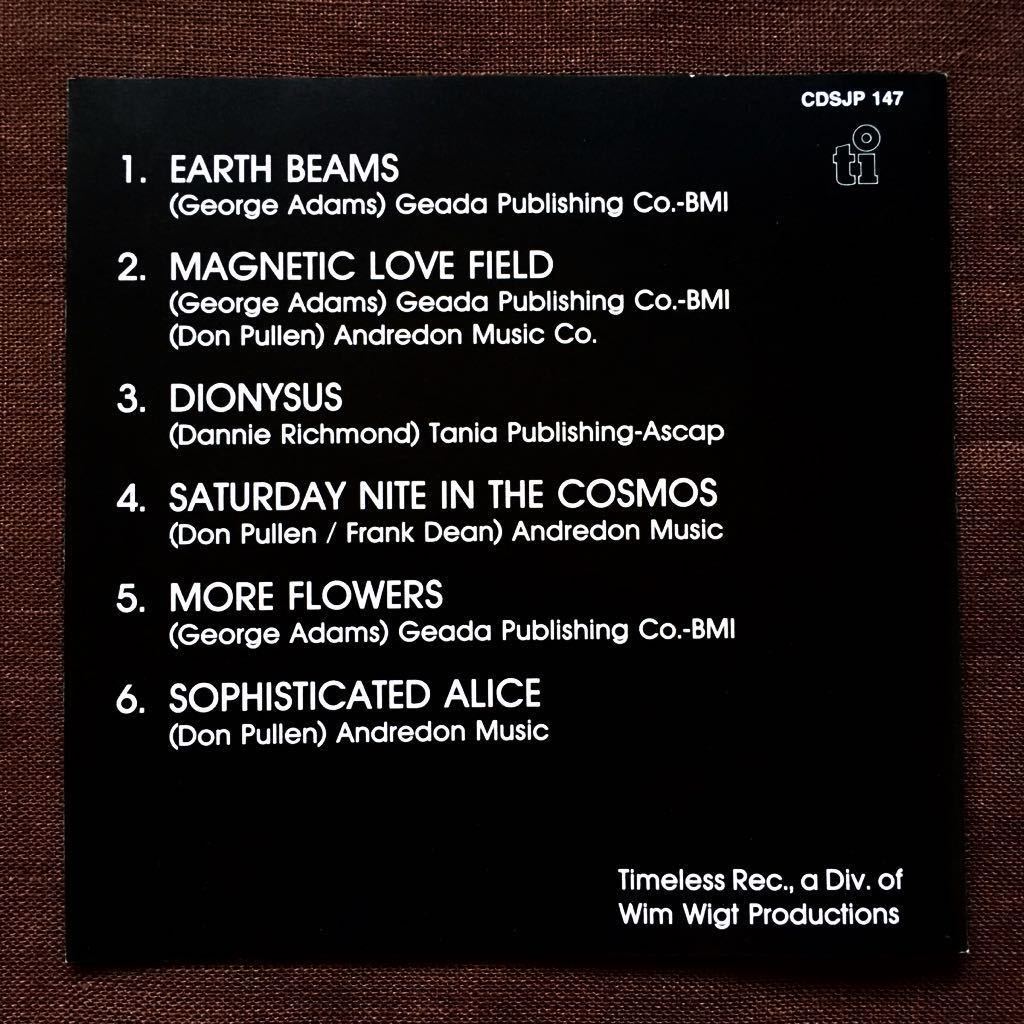 CDSJP 147
ti
1. EARTH BEAMS
(George Adams) Geada Publishing Co.-BMI
2. MAGNETIC LOVE FIELD
(George Adams) Geada Publishing Co.-BMI
(Don Pullen) Andredon Music Co.
3. DIONYSUS
(Dannie Richmond) Tania Publishing-Ascap
4. SATURDAY NITE IN THE COSMOS
(Don Pullen / Frank Dean) Andredon Music
5. MORE FLOWERS
(George Adams) Geada Publishing Co.-BMI
6. SOPHISTICATED ALICE
(Don Pullen) Andredon Music
Timeless Rec., a Div. of
Wim Wigt Productions